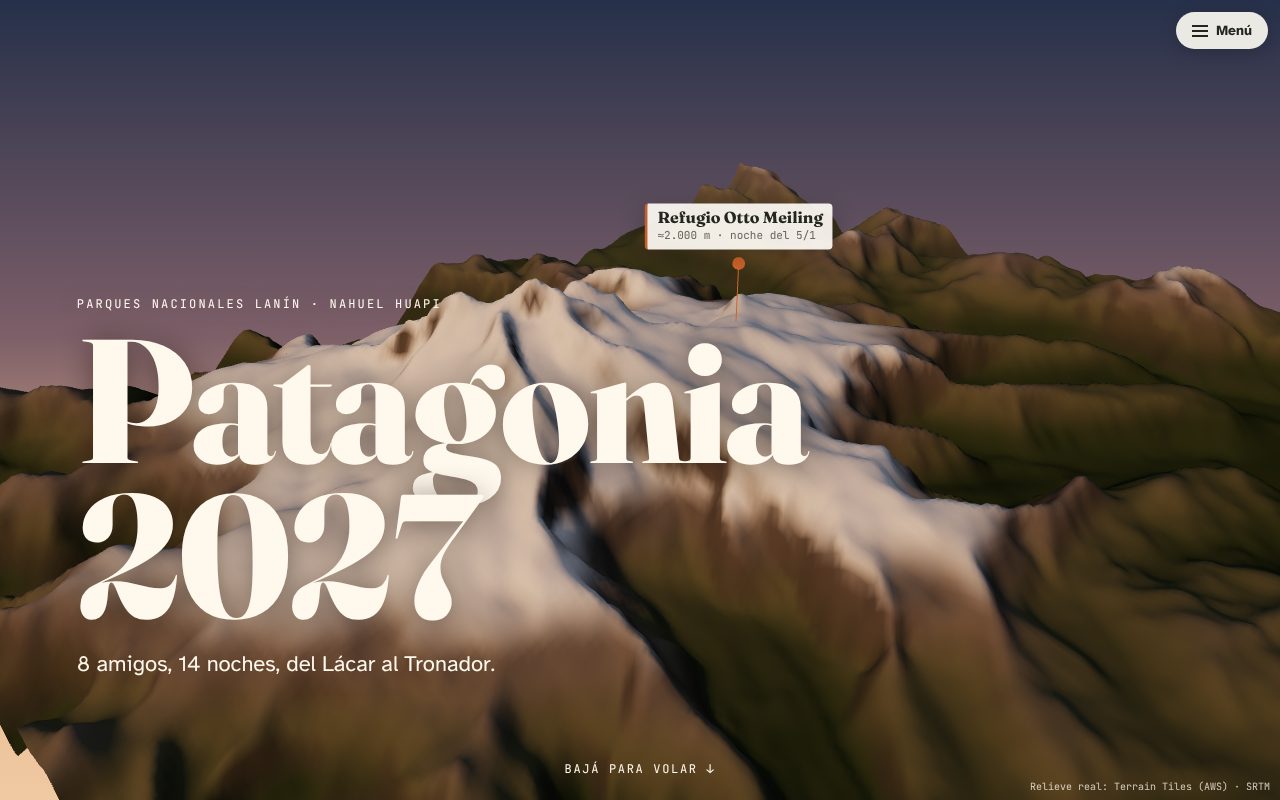 Menú
Refugio Otto Meiling
≈2.000 m · noche del 5/1
PARQUES NACIONALES LANÍN · NAHUEL HUAPI
Patagonia
2027
8 amigos, 14 noches, del Lácar al Tronador.
BAJÁ PARA VOLAR ↓
Relieve real: Terrain Tiles (AWS) · SRTM